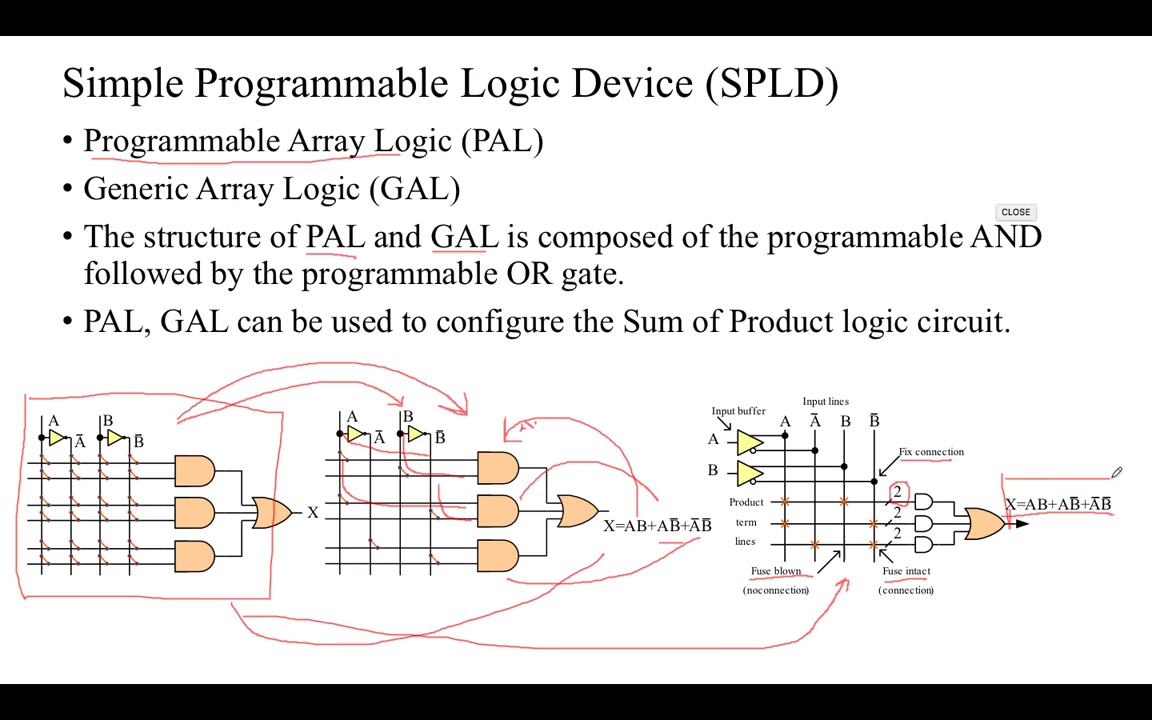 Simple Programmable Logic Device (SPLD)
• Programmable Array Logic (PAL)
• Generic Array Logic (GAL)
CLOSE
• The structure of PAL and GAL is composed of the programmable AND
followed by the programmable OR gate.
• PAL, GAL can be used to configure the Sum of Product logic circuit.
A
B
A̅
B̅
X
A
B
A̅
B̅
X=AB+AB̅+A̅B̅
Input lines
Input buffer
A A̅ B B̅
A
B
Fix connection
Product
term
lines
2
2
2
X=AB+AB̅+A̅B̅
Fuse blown
(noconnection)
Fuse intact
(connection)